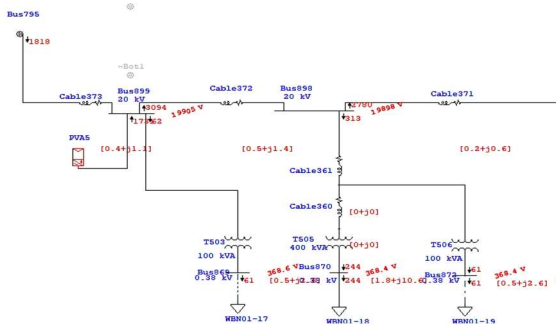 Bus795
1818
~Bot1
Cable373
Bus899
20 kV
3094
19905 V
Cable372
Bus898
20 kV
2780
19898 V
313
Cable371
PVA5
[0.4+j1.1]
[0.5+j1.4]
[0.2+j0.6]
Cable361
Cable360
[0+j0]
T503
100 kVA
T505
400 kVA
[0+j0]
T506
100 kVA
Bus869
0.38 kV
61
368.6 V
Bus870
244
244
368.4 V
[1.8+j10.6]
Bus872
0.38 kV
61
61
368.4 V
[0.5+j2.6]
WBN01-17
WBN01-18
WBN01-19